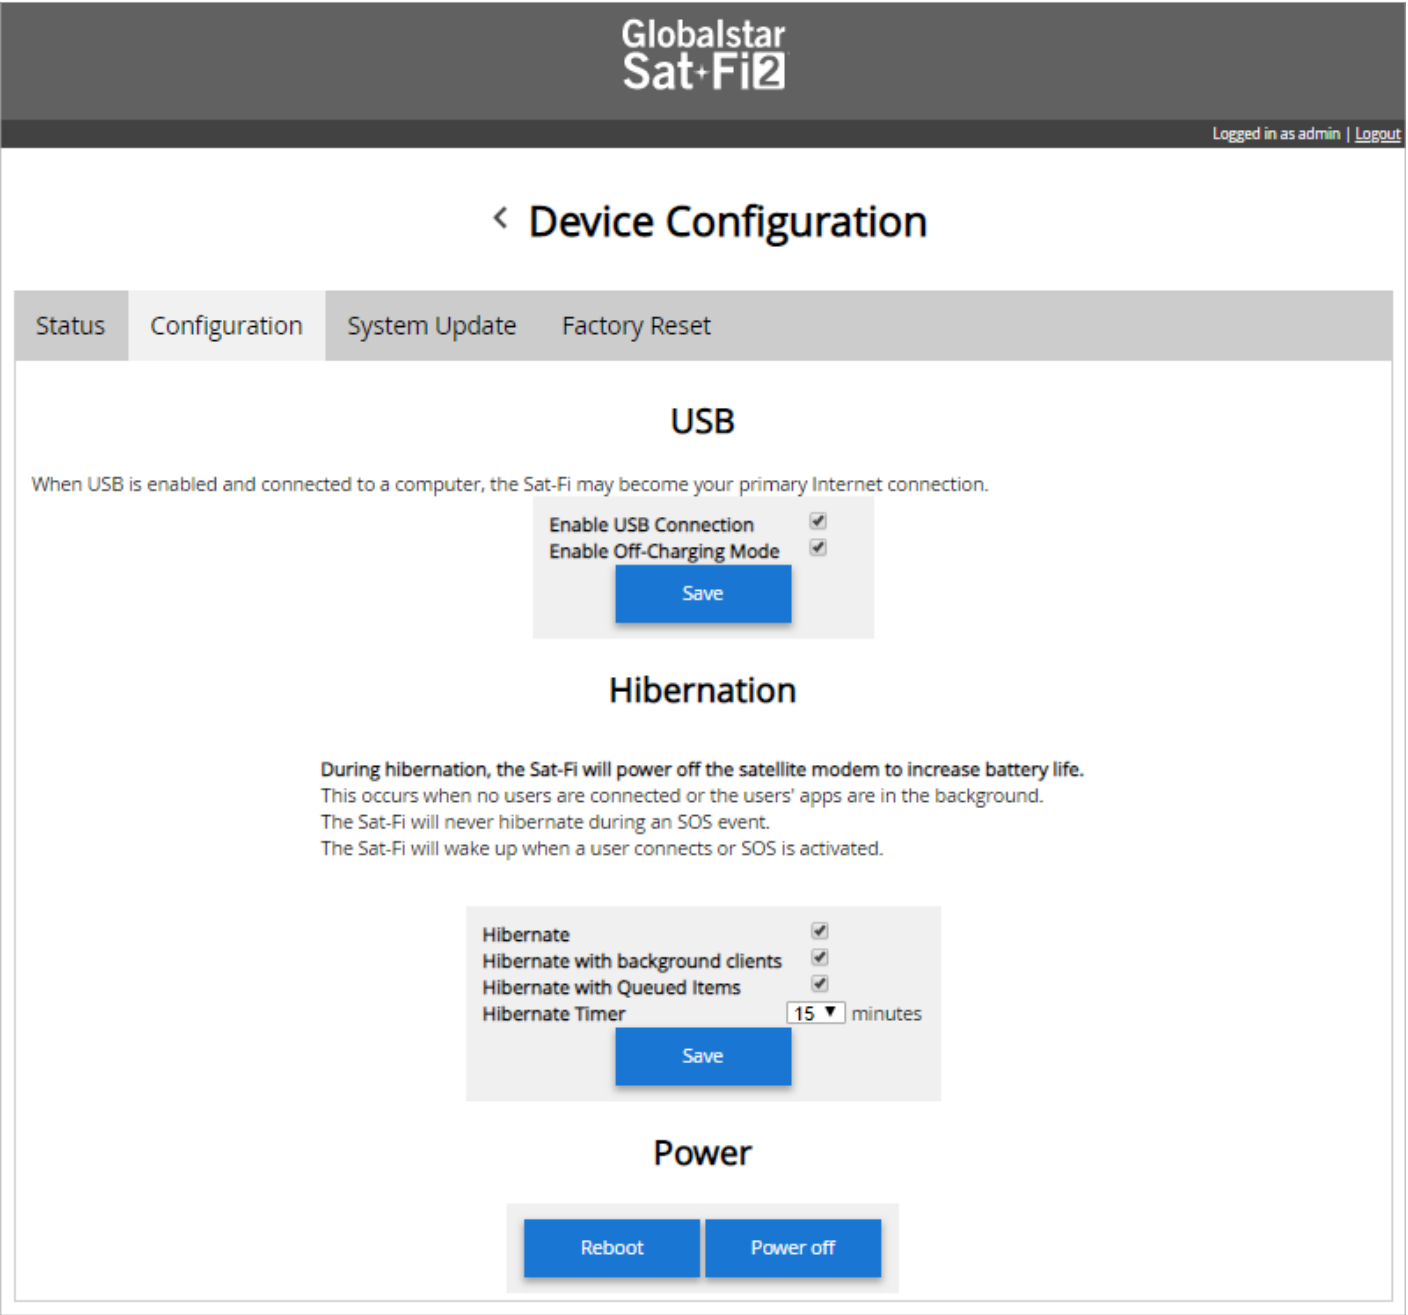 Globalstar
Sat+Fi2
Logged in as admin | Logout
< Device Configuration
Status Configuration System Update Factory Reset
USB
When USB is enabled and connected to a computer, the Sat-Fi may become your primary Internet connection.
Enable USB Connection
Enable Off-Charging Mode
Save
Hibernation
During hibernation, the Sat-Fi will power off the satellite modem to increase battery life.
This occurs when no users are connected or the users' apps are in the background.
The Sat-Fi will never hibernate during an SOS event.
The Sat-Fi will wake up when a user connects or SOS is activated.
Hibernate
Hibernate with background clients
Hibernate with Queued Items
Hibernate Timer 15 minutes
Save
Power
Reboot Power off